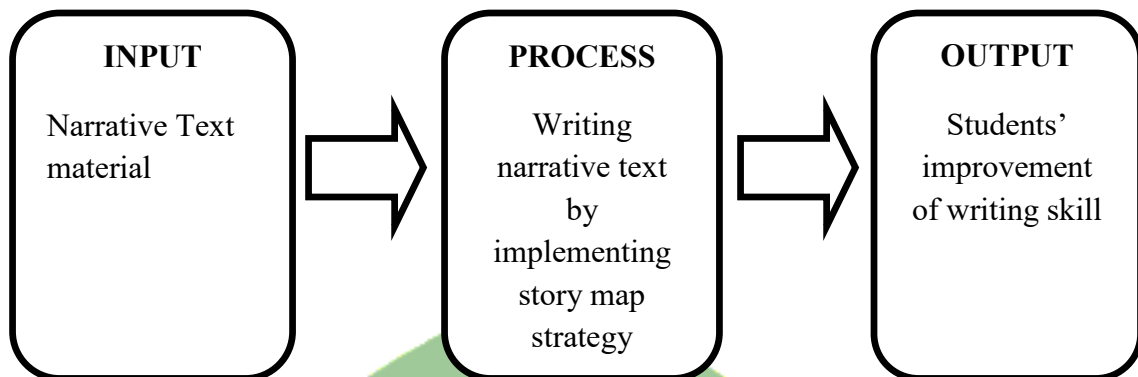 INPUT
Narrative Text
material
PROCESS
Writing
narrative text
by
implementing
story map
strategy
OUTPUT
Students’
improvement
of writing skill